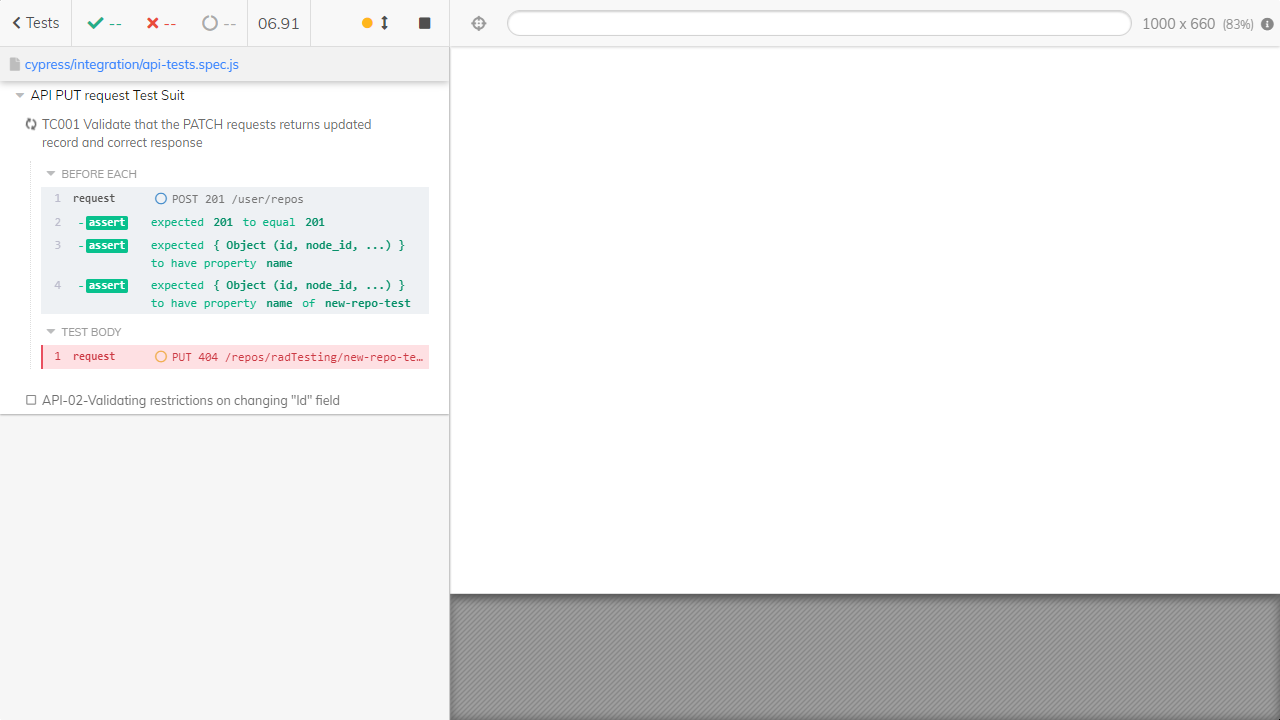 Tests -- -- -- 06.91 1000 x 660 (83%)
cypress/integration/api-tests.spec.js
API PUT request Test Suit
TC001 Validate that the PATCH requests returns updated
record and correct response
BEFORE EACH
1 request POST 201 /user/repos
2 -assert expected 201 to equal 201
3 -assert expected { Object (id, node_id, ...) }
to have property name
4 -assert expected { Object (id, node_id, ...) }
to have property name of new-repo-test
TEST BODY
1 request PUT 404 /repos/radTesting/new-repo-te…
API-02-Validating restrictions on changing "Id" field